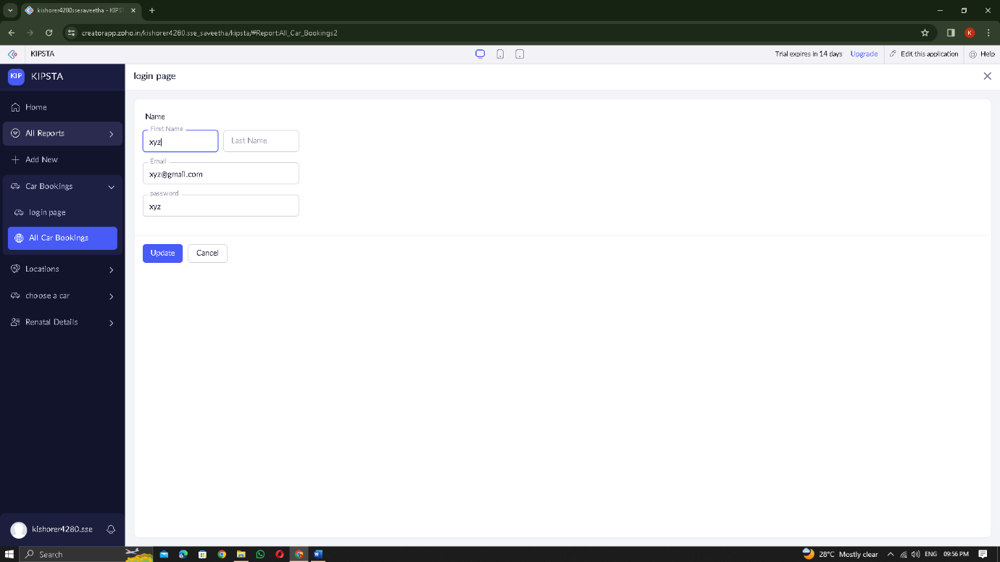 kishorer4280ssesaveetha - KIPST
creatorapp.zoho.in/kishorer4280.sse_saveetha/kipsta/#Report:All_Car_Bookings2
K
KIPSTA
Trial expires in 14 days Upgrade Edit this application Help
KIP KIPSTA
login page
Home
All Reports
Add New
Car Bookings
login page
All Car Bookings
Locations
choose a car
Renatal Details
kishorer4280.sse
Name
First Name
xyz
Last Name
Email
xyz@gmail.com
password
xyz
Update Cancel
Search
28°C Mostly clear ENG 09:56 PM